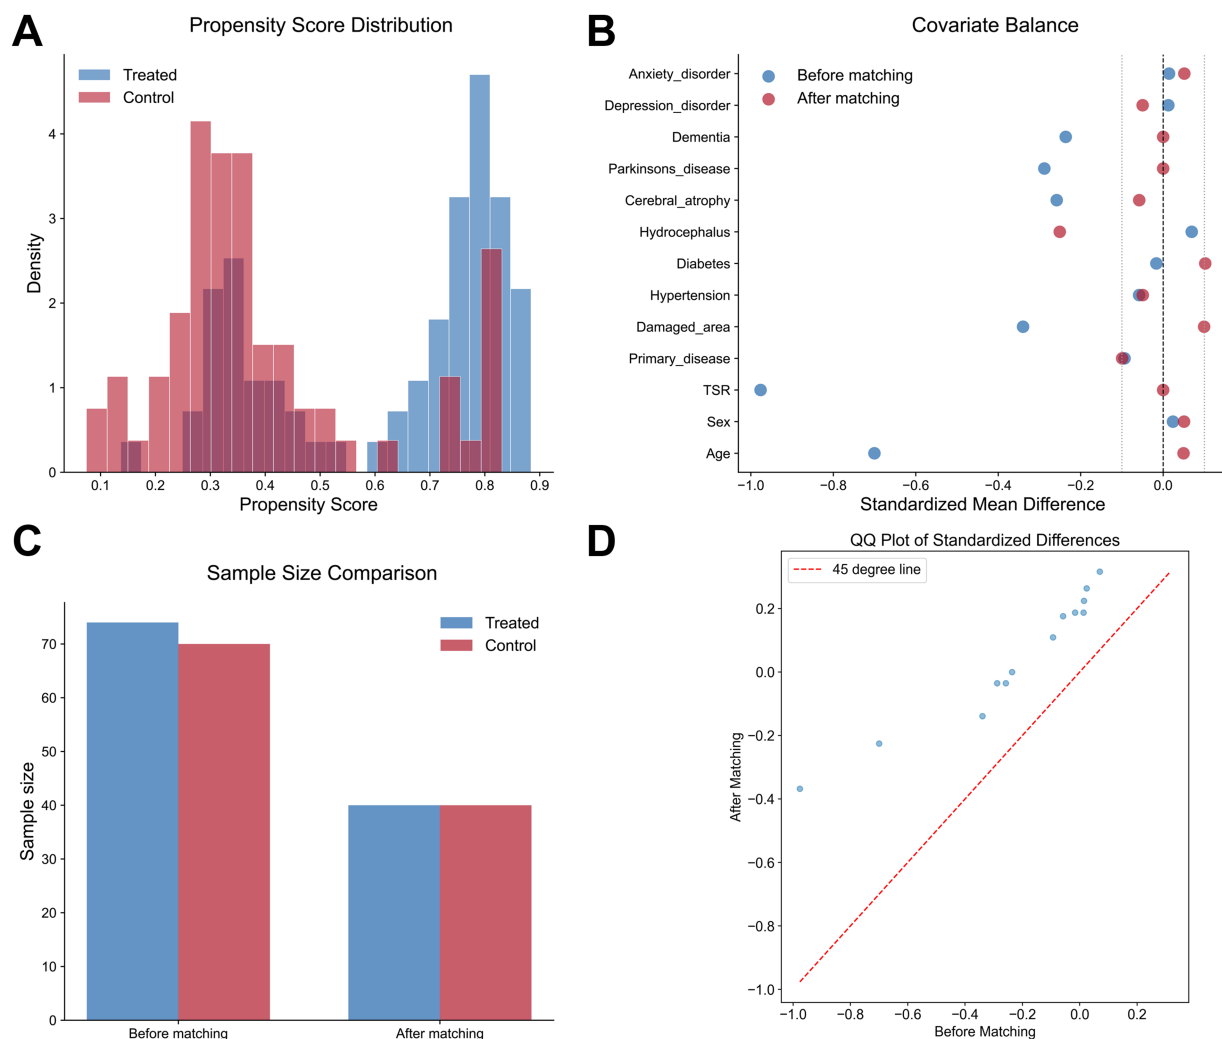 A
Propensity Score Distribution
Treated
Control
Density
4
3
2
1
0
0.1 0.2 0.3 0.4 0.5 0.6 0.7 0.8 0.9
Propensity Score
B
Covariate Balance
Before matching
After matching
Anxiety_disorder
Depression_disorder
Dementia
Parkinsons_disease
Cerebral_atrophy
Hydrocephalus
Diabetes
Hypertension
Damaged_area
Primary_disease
TSR
Sex
Age
−1.0 −0.8 −0.6 −0.4 −0.2 0.0
Standardized Mean Difference
C
Sample Size Comparison
Treated
Control
Sample size
70
60
50
40
30
20
10
0
Before matching After matching
D
QQ Plot of Standardized Differences
45 degree line
After Matching
0.2
0.0
−0.2
−0.4
−0.6
−0.8
−1.0
−1.0 −0.8 −0.6 −0.4 −0.2 0.0 0.2
Before Matching